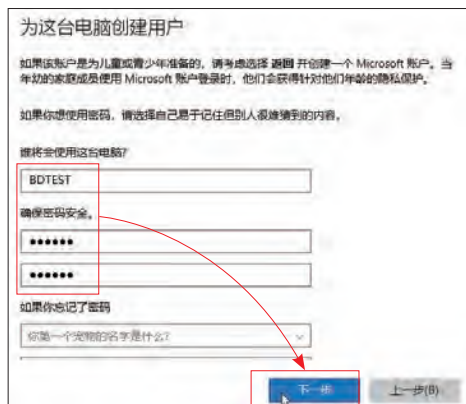 为这台电脑创建用户
如果该账户是为儿童或青少年准备的，请考虑选择 返回 并创建一个 Microsoft 账户。当
年幼的家庭成员使用 Microsoft 账户登录时，他们会获得针对他们年龄的隐私保护。
如果你想使用密码，请选择自己易于记住但别人很难猜到的内容。
谁将会使用这台电脑?
BDTEST
确保密码安全。
●●●●●●
●●●●●●
如果你忘记了密码
你第一个宠物的名字是什么?
下一步 上一步(B)